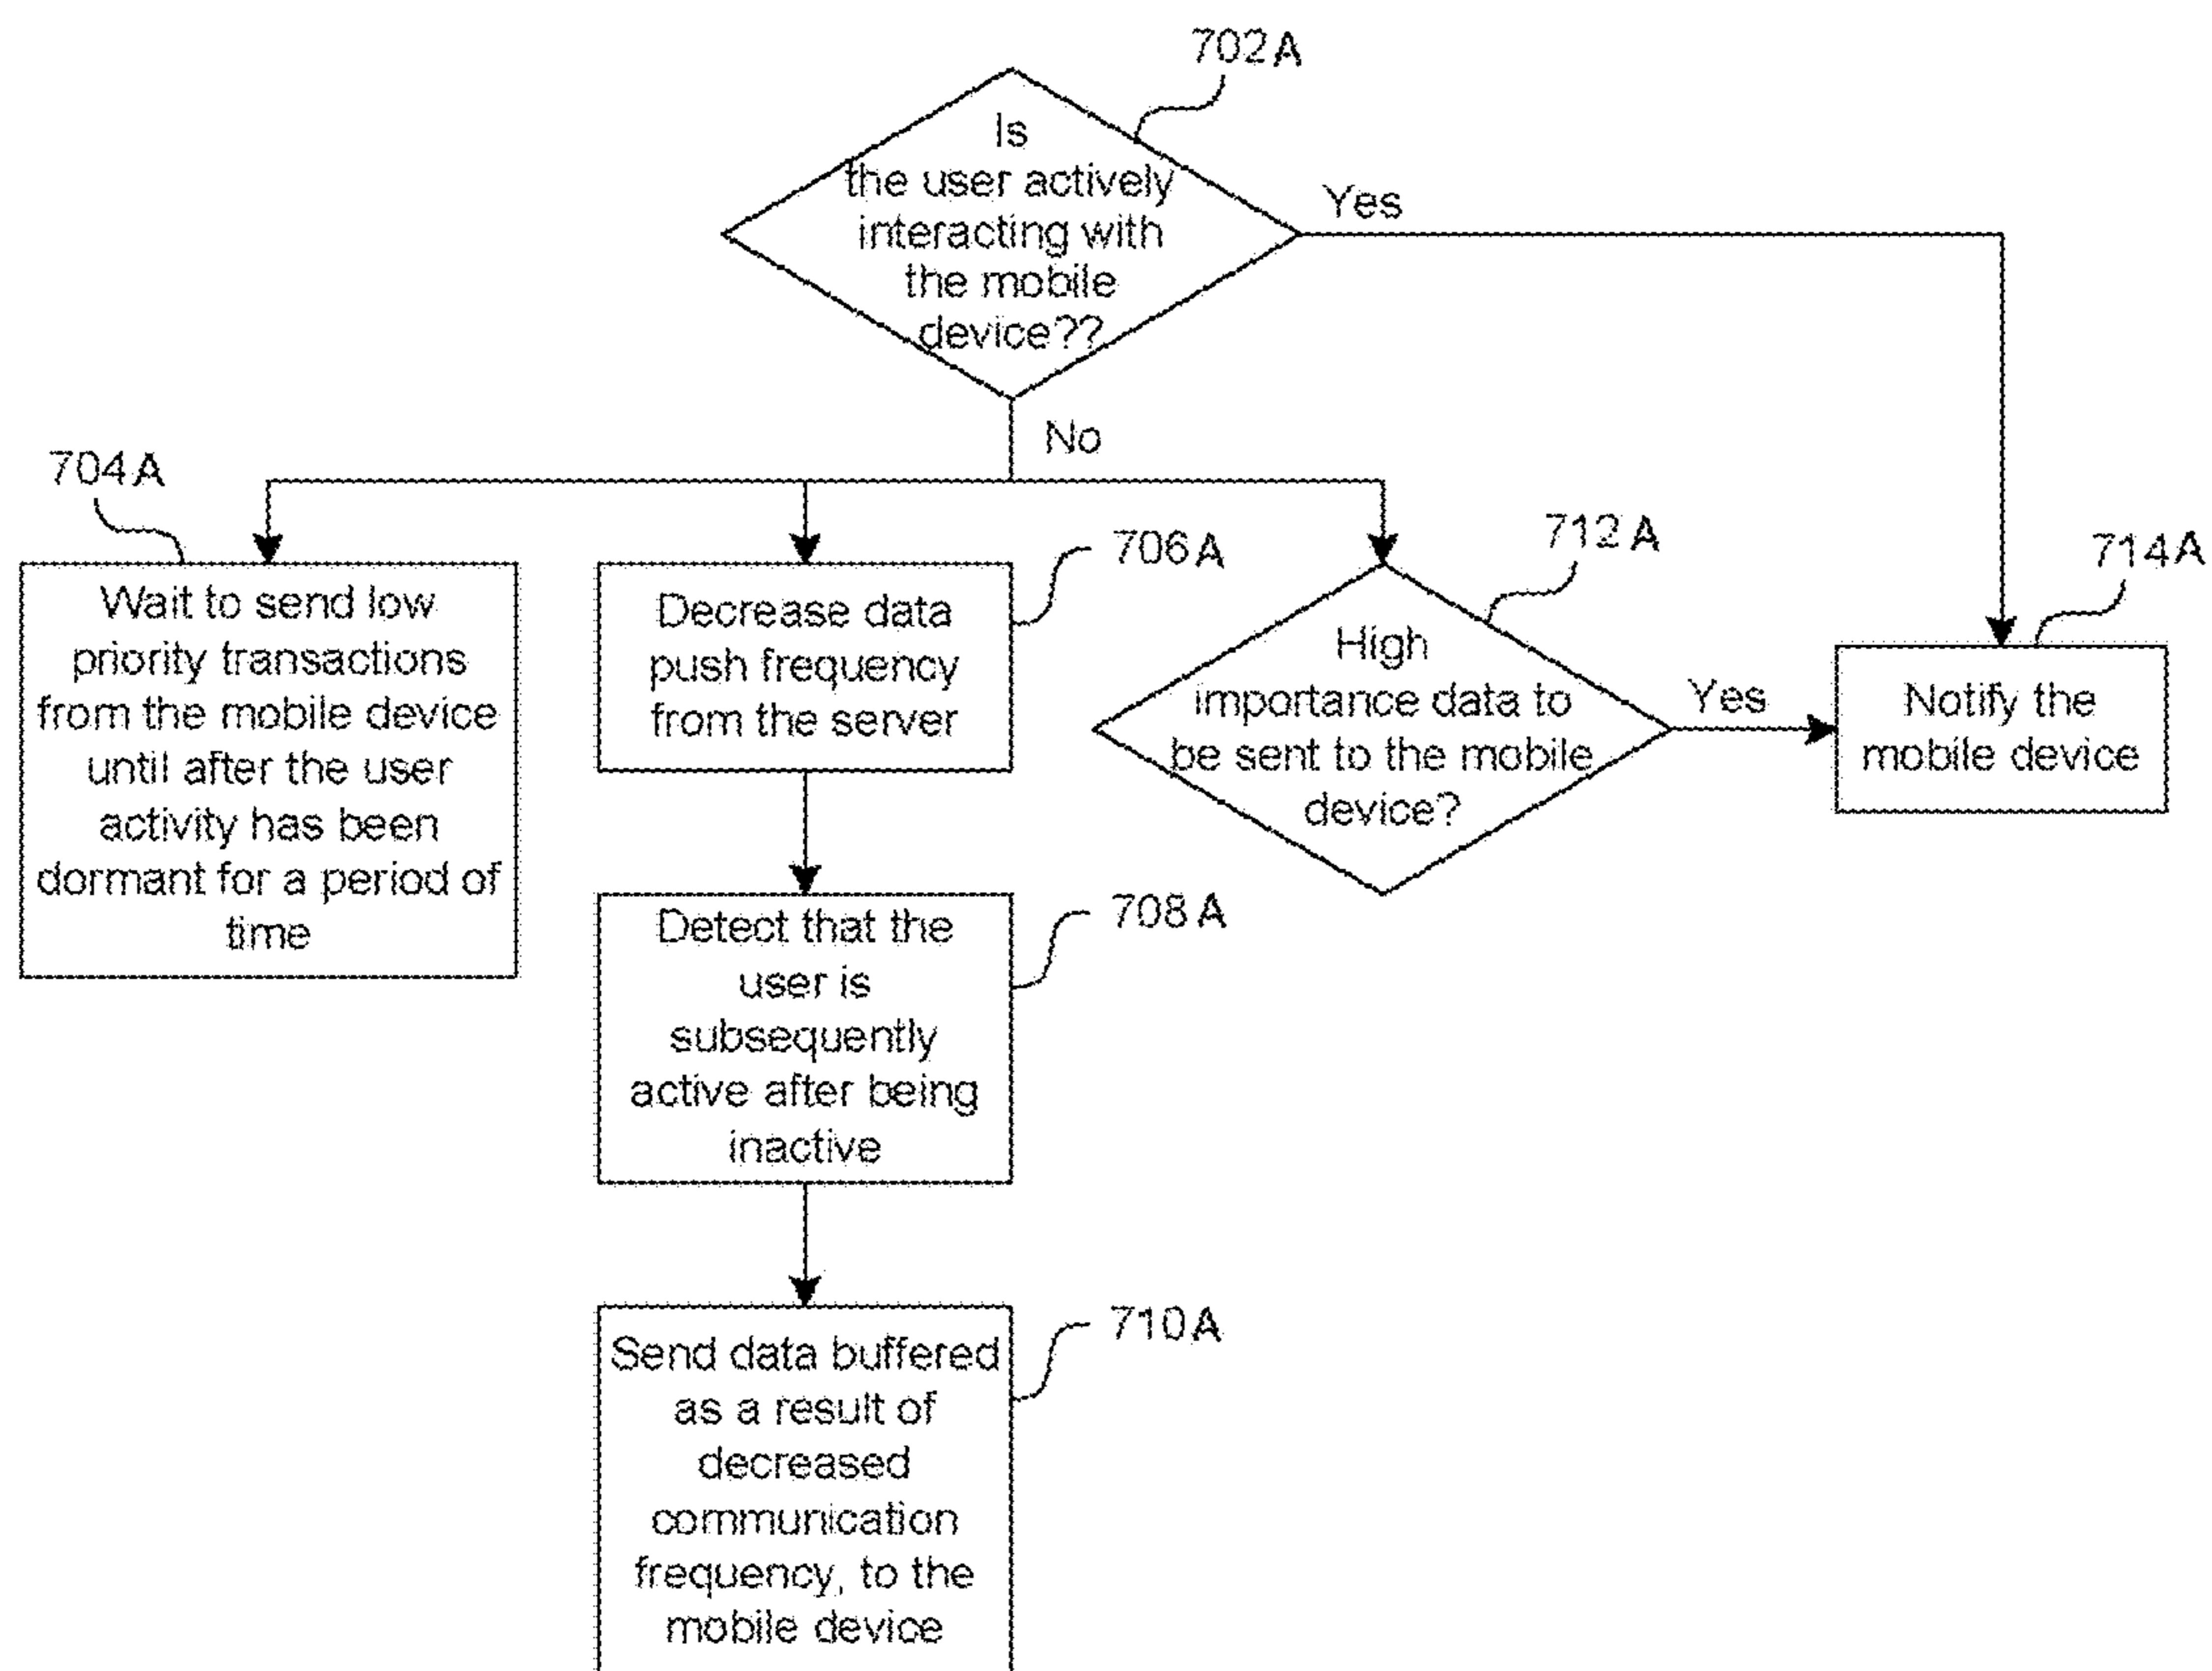 702A
Is
the user actively
interacting with
the mobile
device??
Yes
No
704A
Wait to send low
priority transactions
from the mobile device
until after the user
activity has been
dormant for a period of
time
706A
Decrease data
push frequency
from the server
712A
High
importance data to
be sent to the mobile
device?
Yes
714A
Notify the
mobile device
708A
Detect that the
user is
subsequently
active after being
inactive
710A
Send data buffered
as a result of
decreased
communication
frequency, to the
mobile device